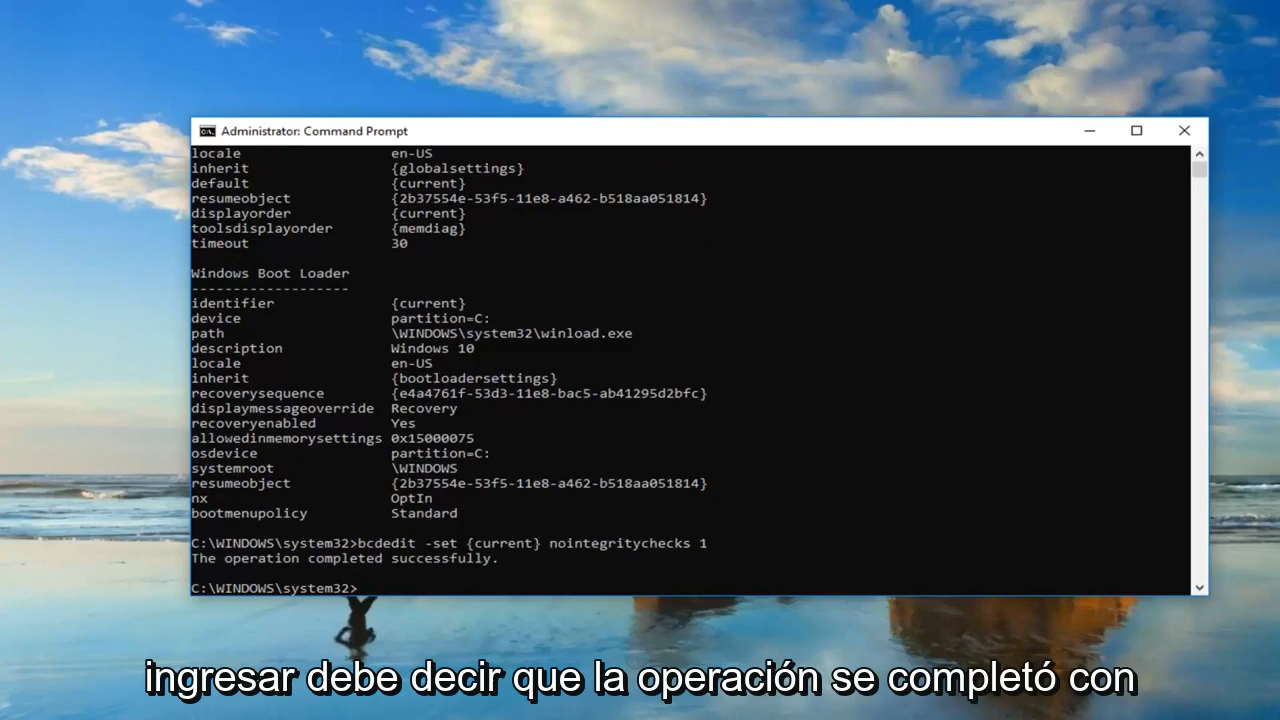 Administrator: Command Prompt
locale en-US
inherit {globalsettings}
default {current}
resumeobject {2b37554e-53f5-11e8-a462-b518aa051814}
displayorder {current}
toolsdisplayorder {memdiag}
timeout 30
Windows Boot Loader
-------------------
identifier {current}
device partition=C:
path \WINDOWS\system32\winload.exe
description Windows 10
locale en-US
inherit {bootloadersettings}
recoverysequence {e4a4761f-53d3-11e8-bac5-ab41295d2bfc}
displaymessageoverride Recovery
recoveryenabled Yes
allowedinmemorysettings 0x15000075
osdevice partition=C:
systemroot \WINDOWS
resumeobject {2b37554e-53f5-11e8-a462-b518aa051814}
nx OptIn
bootmenupolicy Standard
C:\WINDOWS\system32>bcdedit -set {current} nointegritychecks 1
The operation completed successfully.
C:\WINDOWS\system32>
ingresar debe decir que la operación se completó con